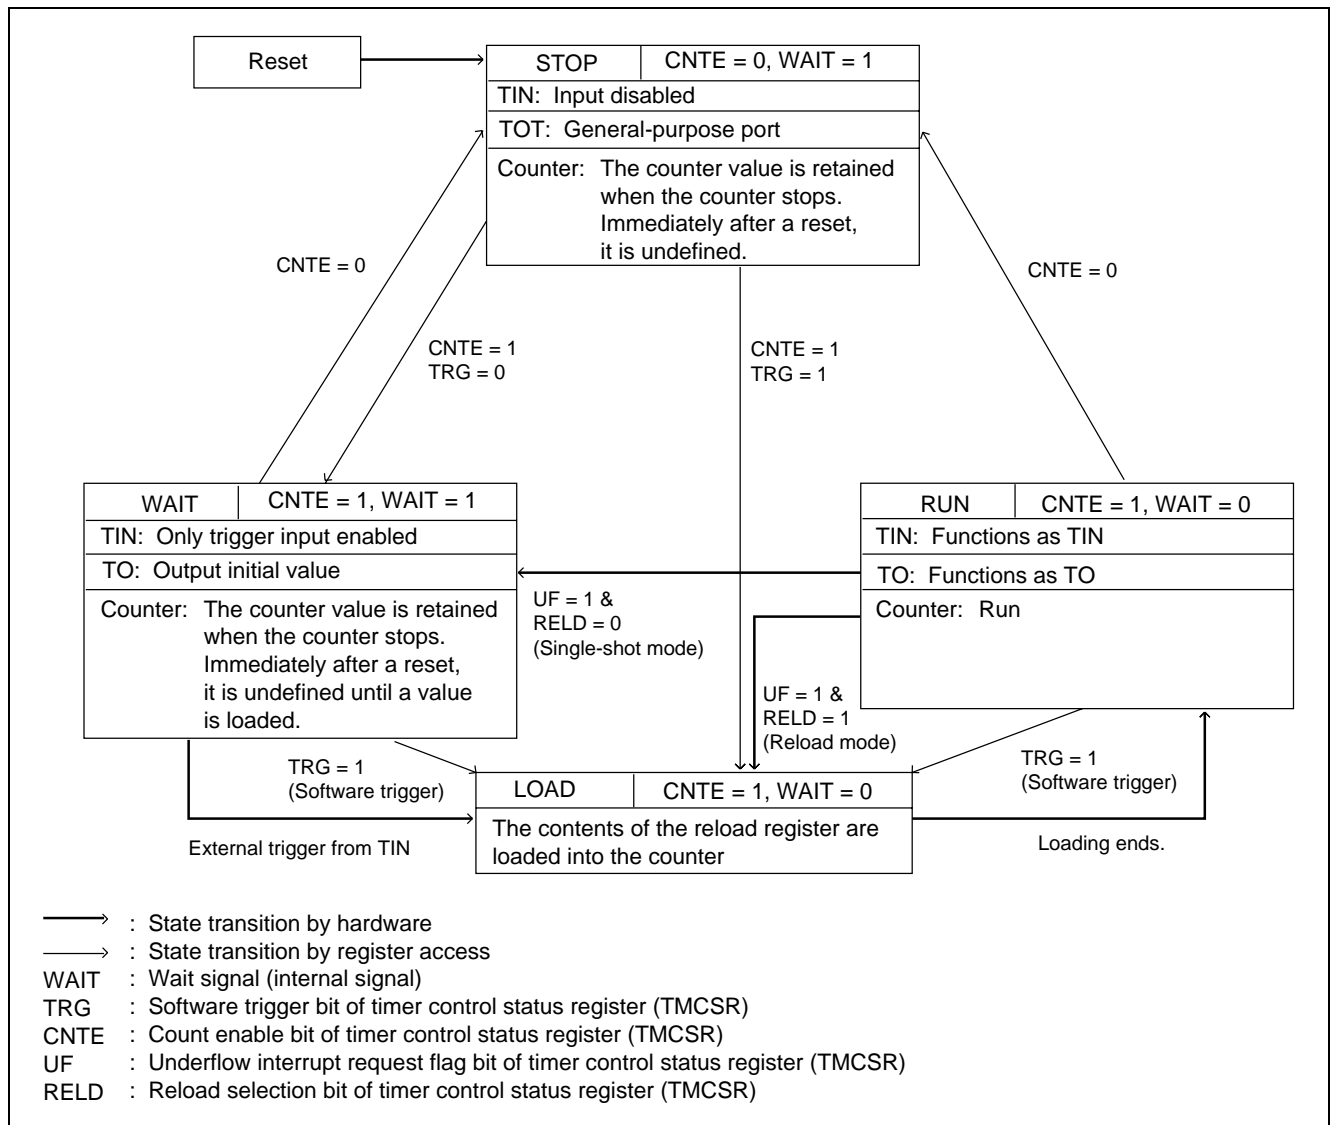 Reset
STOP
CNTE = 0, WAIT = 1
TIN: Input disabled
TOT: General-purpose port
Counter: The counter value is retained
when the counter stops.
Immediately after a reset,
it is undefined.
CNTE = 0
CNTE = 0
CNTE = 1
TRG = 0
CNTE = 1
TRG = 1
WAIT
CNTE = 1, WAIT = 1
TIN: Only trigger input enabled
TO: Output initial value
Counter: The counter value is retained
when the counter stops.
Immediately after a reset,
it is undefined until a value
is loaded.
RUN
CNTE = 1, WAIT = 0
TIN: Functions as TIN
TO: Functions as TO
Counter: Run
UF = 1 &
RELD = 0
(Single-shot mode)
UF = 1 &
RELD = 1
(Reload mode)
TRG = 1
(Software trigger)
External trigger from TIN
LOAD
CNTE = 1, WAIT = 0
The contents of the reload register are
loaded into the counter
TRG = 1
(Software trigger)
Loading ends.
: State transition by hardware
: State transition by register access
WAIT : Wait signal (internal signal)
TRG : Software trigger bit of timer control status register (TMCSR)
CNTE : Count enable bit of timer control status register (TMCSR)
UF : Underflow interrupt request flag bit of timer control status register (TMCSR)
RELD : Reload selection bit of timer control status register (TMCSR)